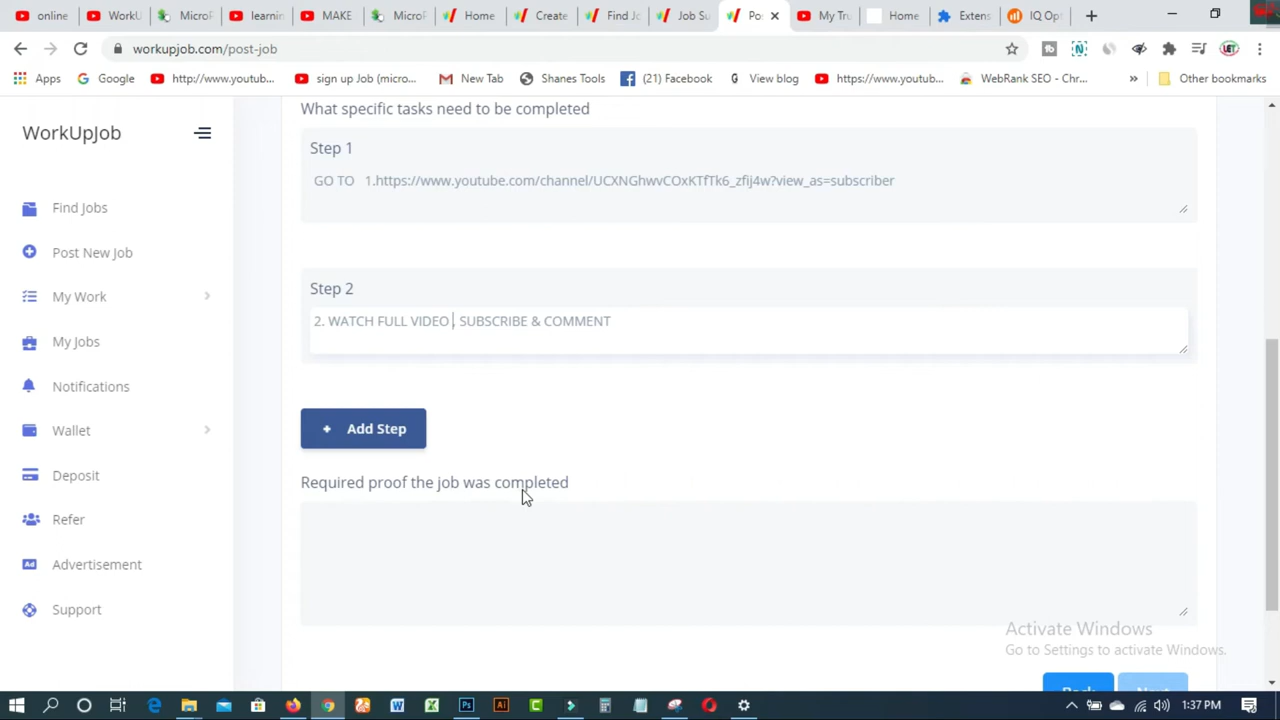 online
WorkU
MicroF
learnin
MAKE
MicroF
Home
Create
Find Jo
Job Su
Po
My Tru
Home
Extens
IQ Op
workupjob.com/post-job
Apps
Google
http://www.youtub...
sign up Job (micro...
New Tab
Shanes Tools
(21) Facebook
View blog
https://www.youtub...
WebRank SEO - Chr...
»
Other bookmarks
WorkUpJob
Find Jobs
Post New Job
My Work
My Jobs
Notifications
Wallet
Deposit
Refer
Ad Advertisement
Support
What specific tasks need to be completed
Step 1
GO TO 1.https://www.youtube.com/channel/UCXNGhwvCOxKTfTk6_zfij4w?view_as=subscriber
Step 2
2. WATCH FULL VIDEO , SUBSCRIBE & COMMENT
+ Add Step
Required proof the job was completed
Back
Next
Activate Windows
Go to Settings to activate Windows.
1:37 PM